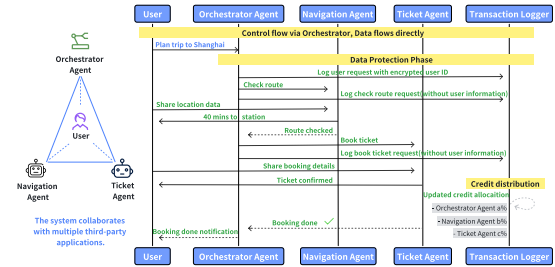 User
Orchestrator Agent
Navigation Agent
Ticket Agent
Transaction Logger
Control flow via Orchestrator, Data flows directly
Plan trip to Shanghai
Data Protection Phase
Log user request with encrypted user ID
Check route
Log check route request(without user information)
Share location data
40 mins to station
Route checked
Book ticket
Log book ticket request(without user information)
Share booking details
Ticket confirmed
Credit distribution
Updated credit allocaition
- Orchestrator Agent a%
- Navigation Agent b%
- Ticket Agent c%
Booking done
Booking done notification
User
Orchestrator Agent
Navigation Agent
Ticket Agent
Transaction Logger
Orchestrator
Agent
User
Navigation
Agent
Ticket
Agent
The system collaborates
with multiple third-party
applications.